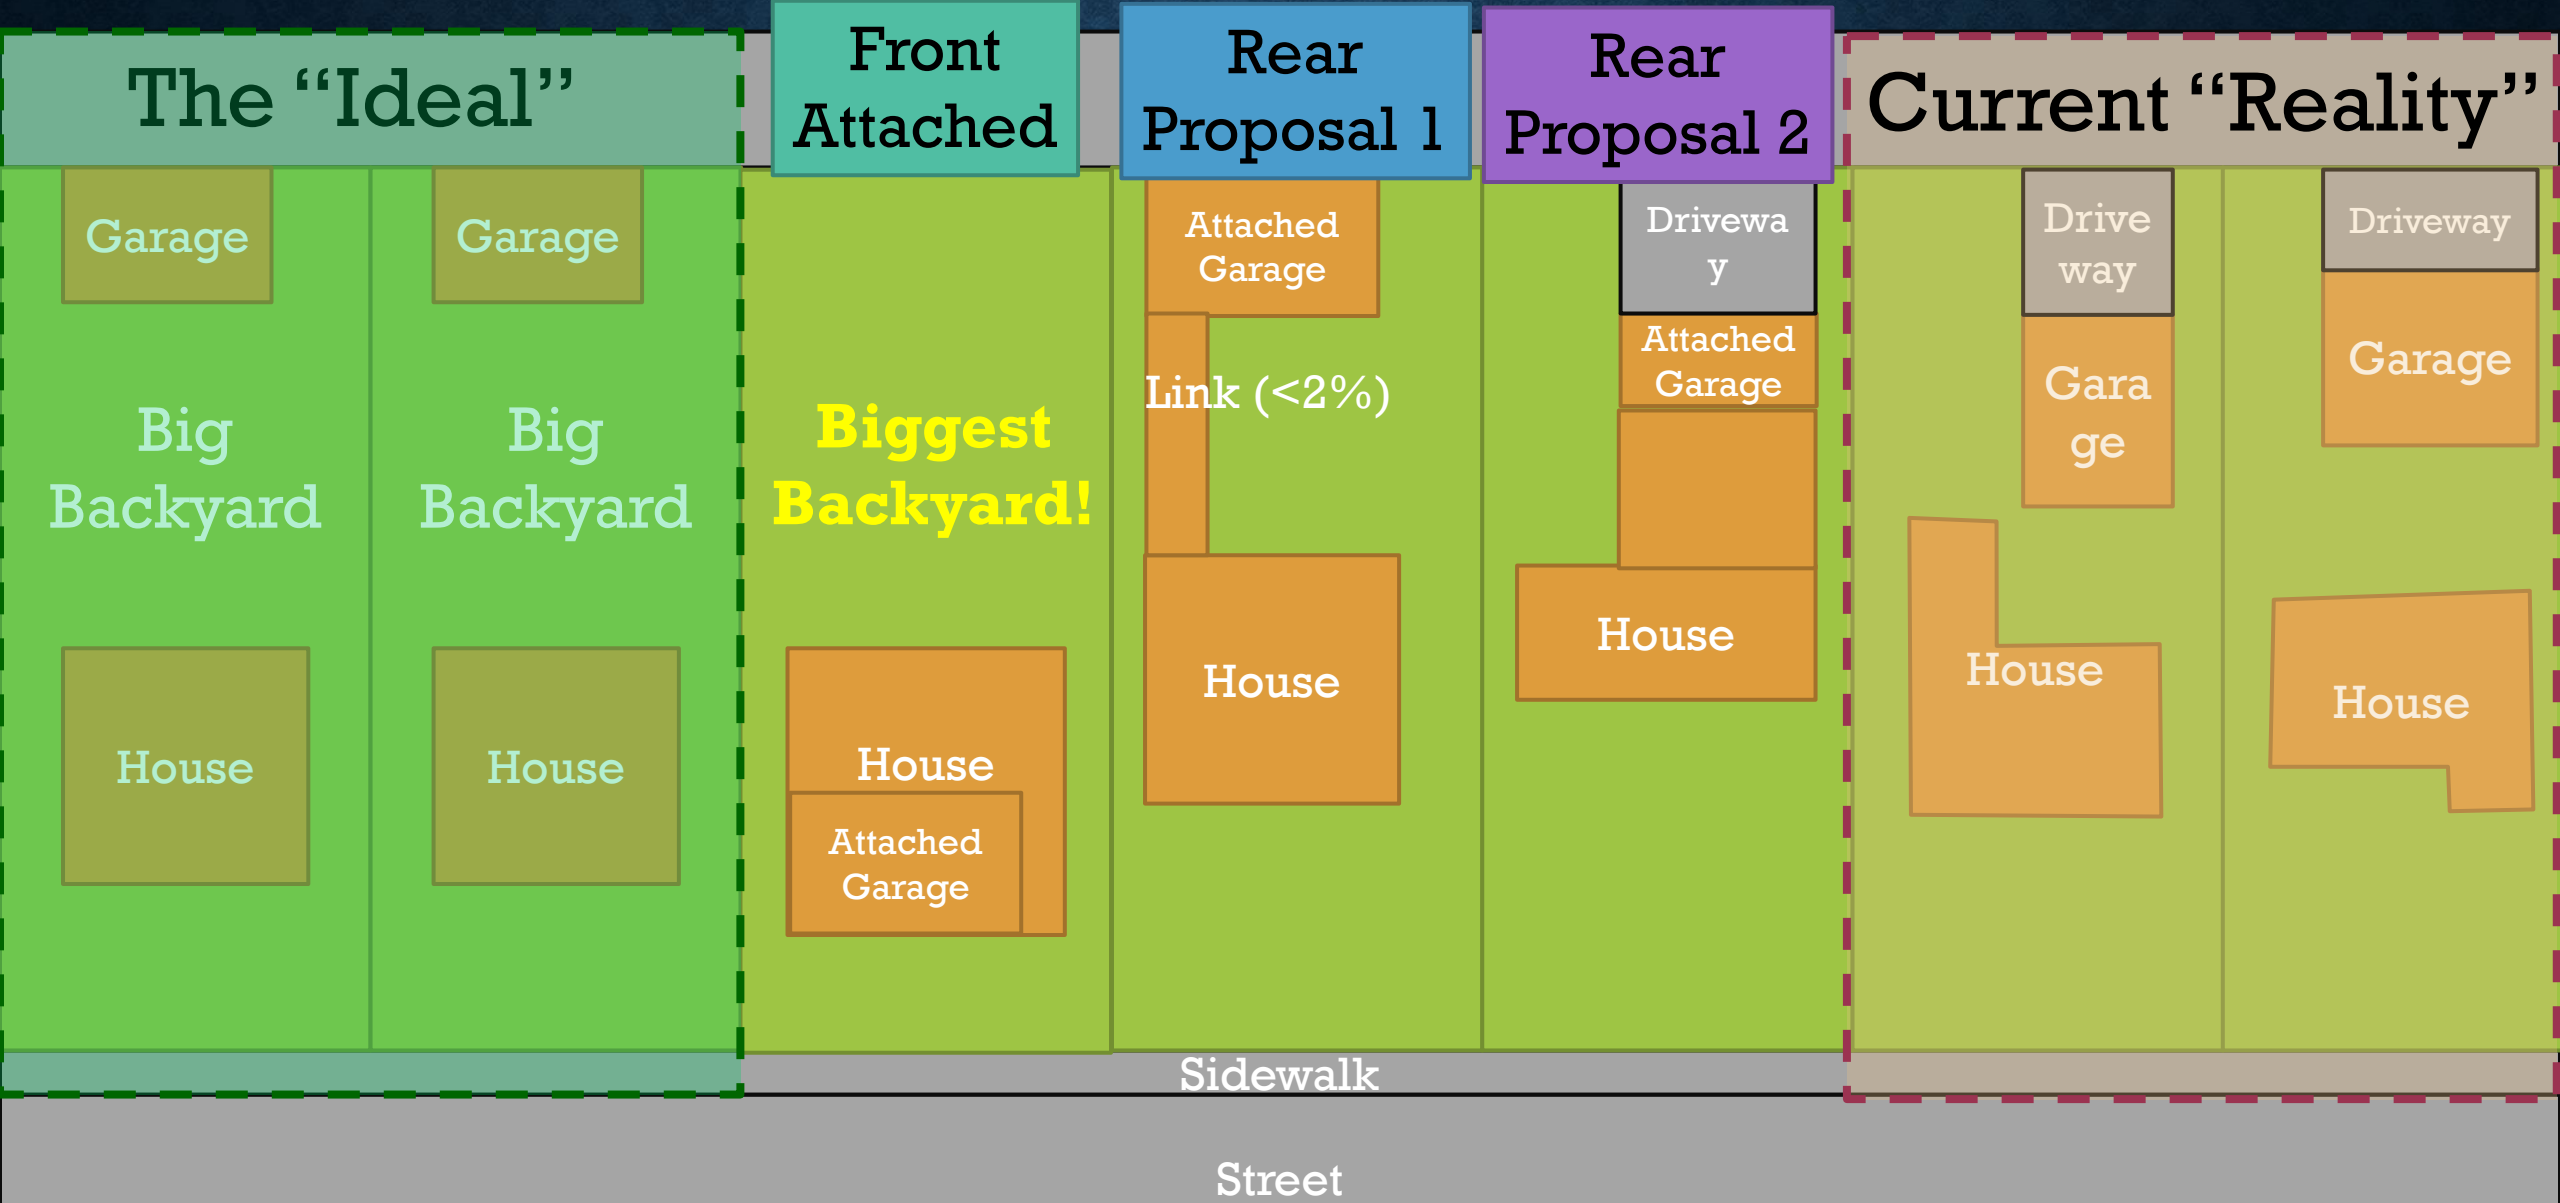 The “Ideal”
Front
Attached
Rear
Proposal 1
Rear
Proposal 2
Current “Reality”
Garage
Big
Backyard
House
Garage
Big
Backyard
House
Biggest
Backyard!
House
Attached
Garage
Attached
Garage
Link (<2%)
House
Drivewa
y
Attached
Garage
House
Drive
way
Gara
ge
House
Driveway
Garage
House
Sidewalk
Street